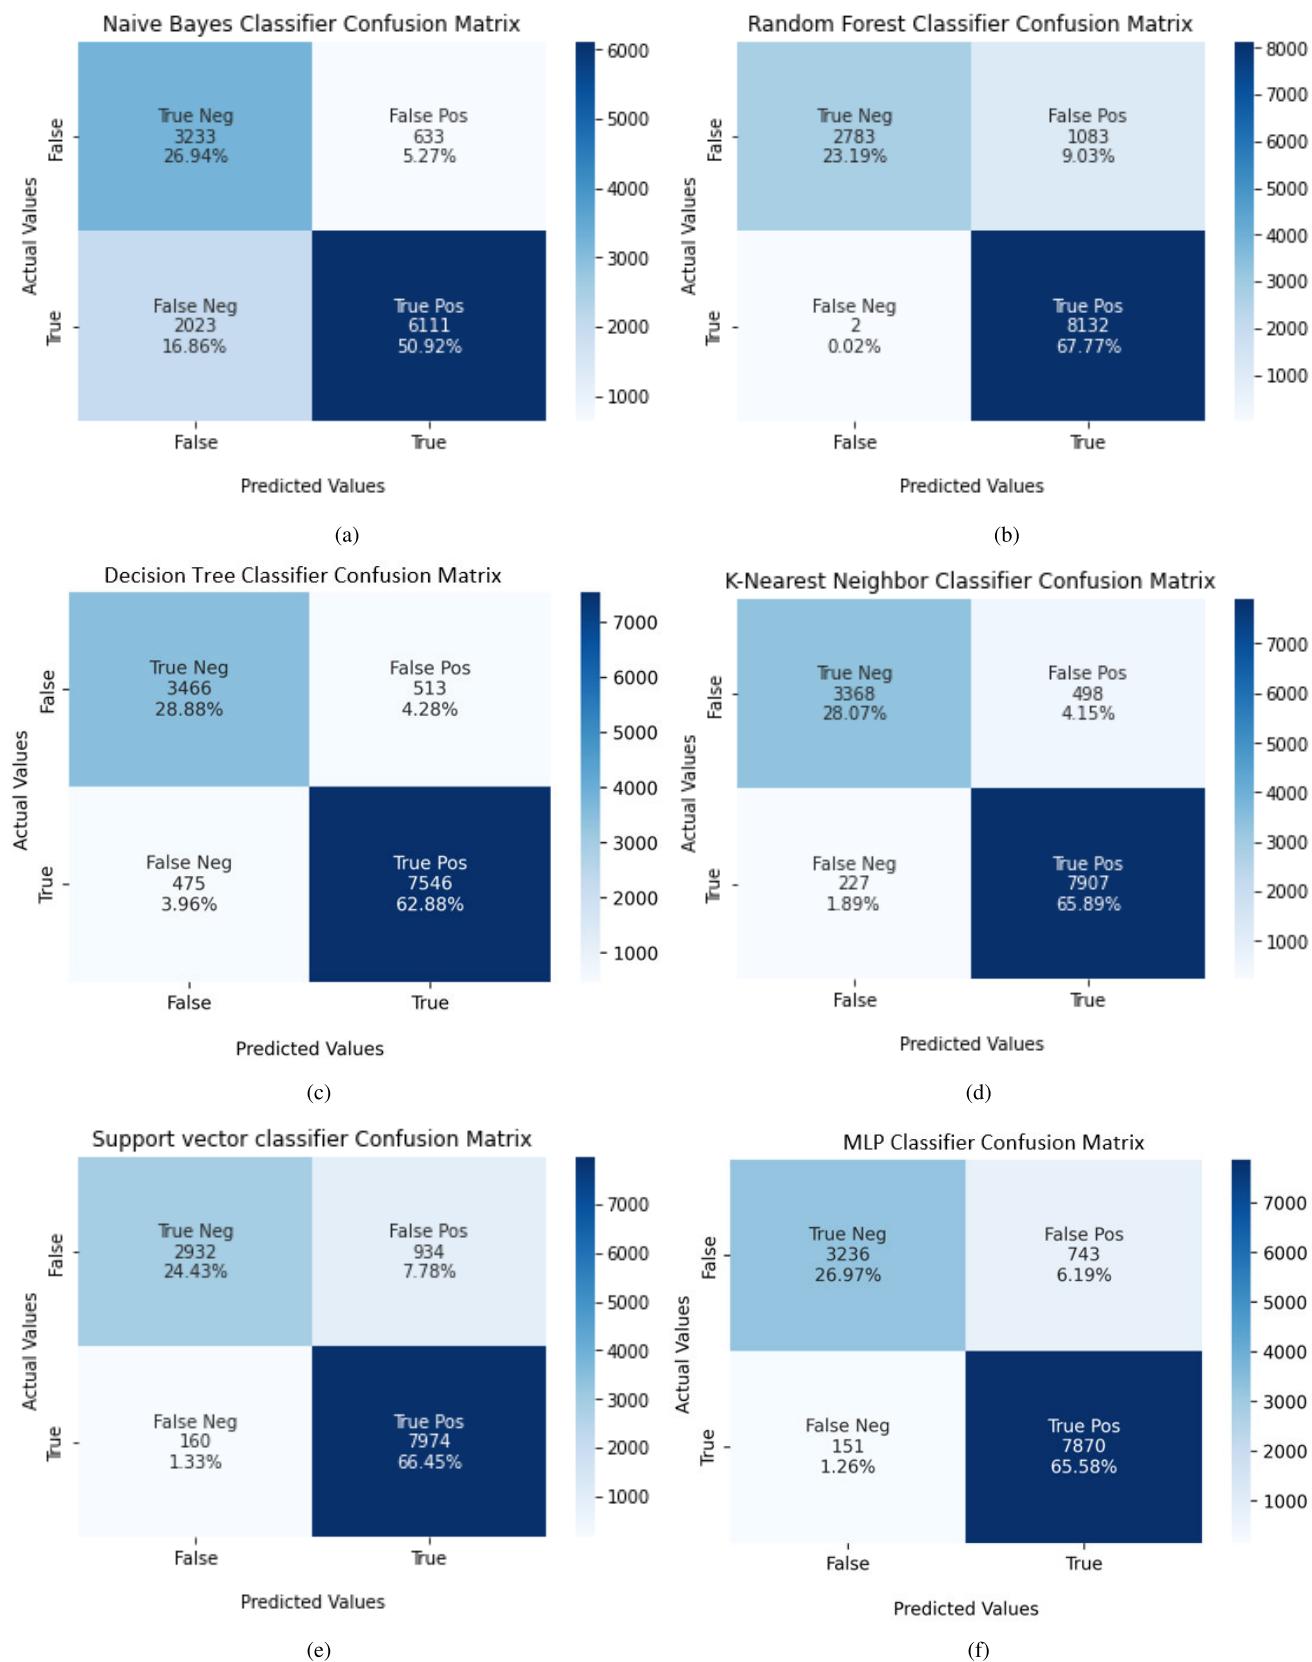 Naive Bayes Classifier Confusion Matrix
True Neg
3233
26.94%
False Pos
633
5.27%
False Neg
2023
16.86%
True Pos
6111
50.92%
False
True
Actual Values
False
True
Predicted Values
6000
5000
4000
3000
2000
1000
(a)
Random Forest Classifier Confusion Matrix
True Neg
2783
23.19%
False Pos
1083
9.03%
False Neg
2
0.02%
True Pos
8132
67.77%
False
True
Actual Values
False
True
Predicted Values
8000
7000
6000
5000
4000
3000
2000
1000
(b)
Decision Tree Classifier Confusion Matrix
True Neg
3466
28.88%
False Pos
513
4.28%
False Neg
475
3.96%
True Pos
7546
62.88%
False
True
Actual Values
False
True
Predicted Values
7000
6000
5000
4000
3000
2000
1000
(c)
K-Nearest Neighbor Classifier Confusion Matrix
True Neg
3368
28.07%
False Pos
498
4.15%
False Neg
227
1.89%
True Pos
7907
65.89%
False
True
Actual Values
False
True
Predicted Values
7000
6000
5000
4000
3000
2000
1000
(d)
Support vector classifier Confusion Matrix
True Neg
2932
24.43%
False Pos
934
7.78%
False Neg
160
1.33%
True Pos
7974
66.45%
False
True
Actual Values
False
True
Predicted Values
7000
6000
5000
4000
3000
2000
1000
(e)
MLP Classifier Confusion Matrix
True Neg
3236
26.97%
False Pos
743
6.19%
False Neg
151
1.26%
True Pos
7870
65.58%
False
True
Actual Values
False
True
Predicted Values
7000
6000
5000
4000
3000
2000
1000
(f)